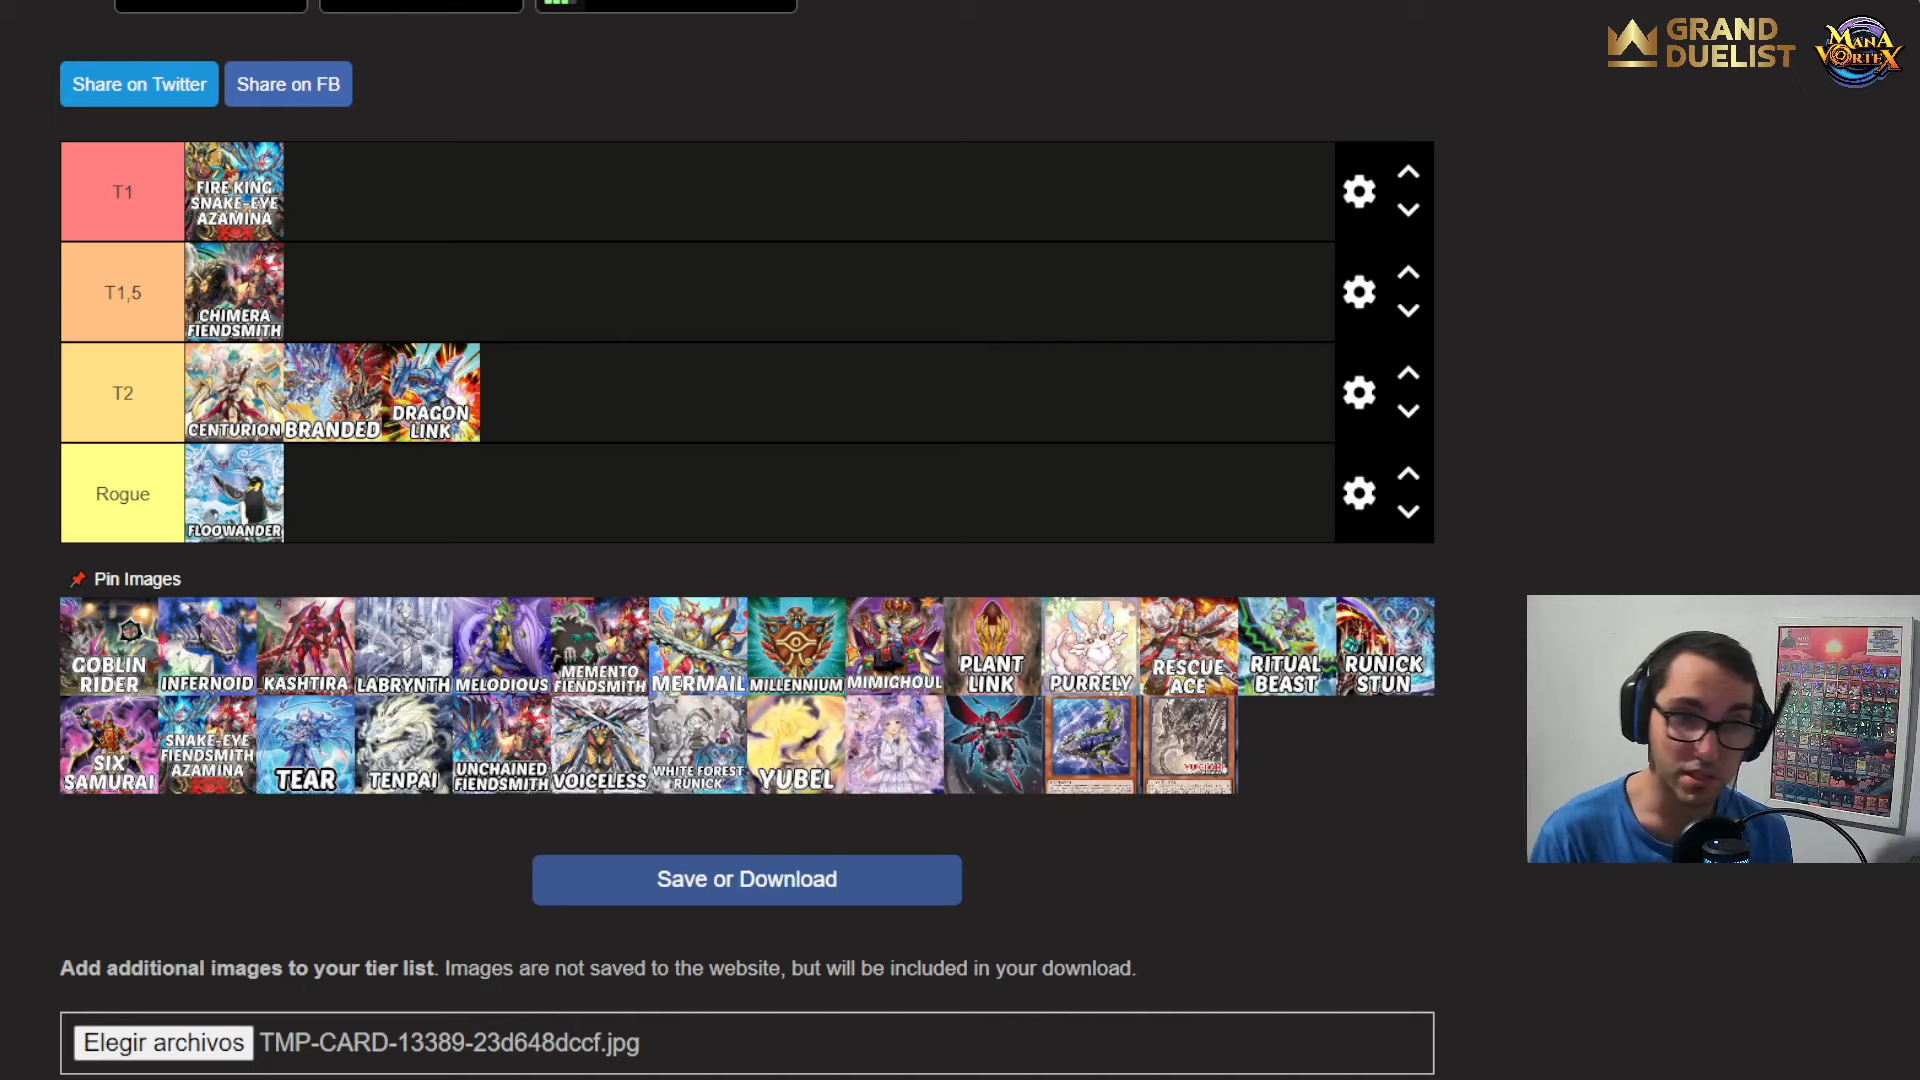 GRAND
DUELIST
MANA
VORTEX
Share on Twitter
Share on FB
T1
FIRE KING
SNAKE-EYE
AZAMINA
T1,5
CHIMERA
FIENDSMITH
T2
CENTURION
BRANDED
DRAGON
LINK
Rogue
FLOOWANDER
Pin Images
GOBLIN
RIDER
INFERNOID
KASHTIRA
LABRYNTH
MELODIOUS
MEMENTO
FIENDSMITH
MERMAIL
MILLENNIUM
MIMIGHOUL
PLANT
LINK
PURRELY
RESCUE
ACE
RITUAL
BEAST
RUNICK
STUN
SIX
SAMURAI
SNAKE-EYE
FIENDSMITH
AZAMINA
TEAR
TENPAI
UNCHAINED
FIENDSMITH
VOICELESS
WHITE FOREST
RUNICK
YUBEL
Save or Download
Add additional images to your tier list. Images are not saved to the website, but will be included in your download.
Elegir archivos TMP-CARD-13389-23d648dccf.jpg